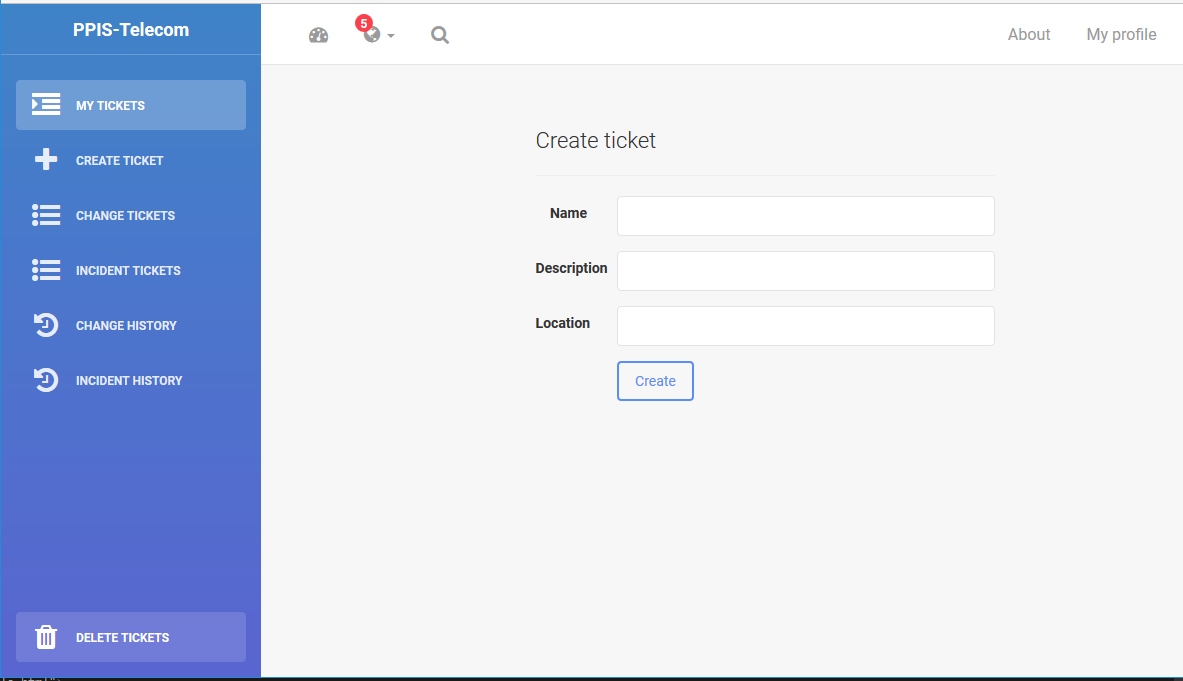 PPIS-Telecom
5
About
My profile
MY TICKETS
CREATE TICKET
CHANGE TICKETS
INCIDENT TICKETS
CHANGE HISTORY
INCIDENT HISTORY
DELETE TICKETS
Create ticket
Name
Description
Location
Create